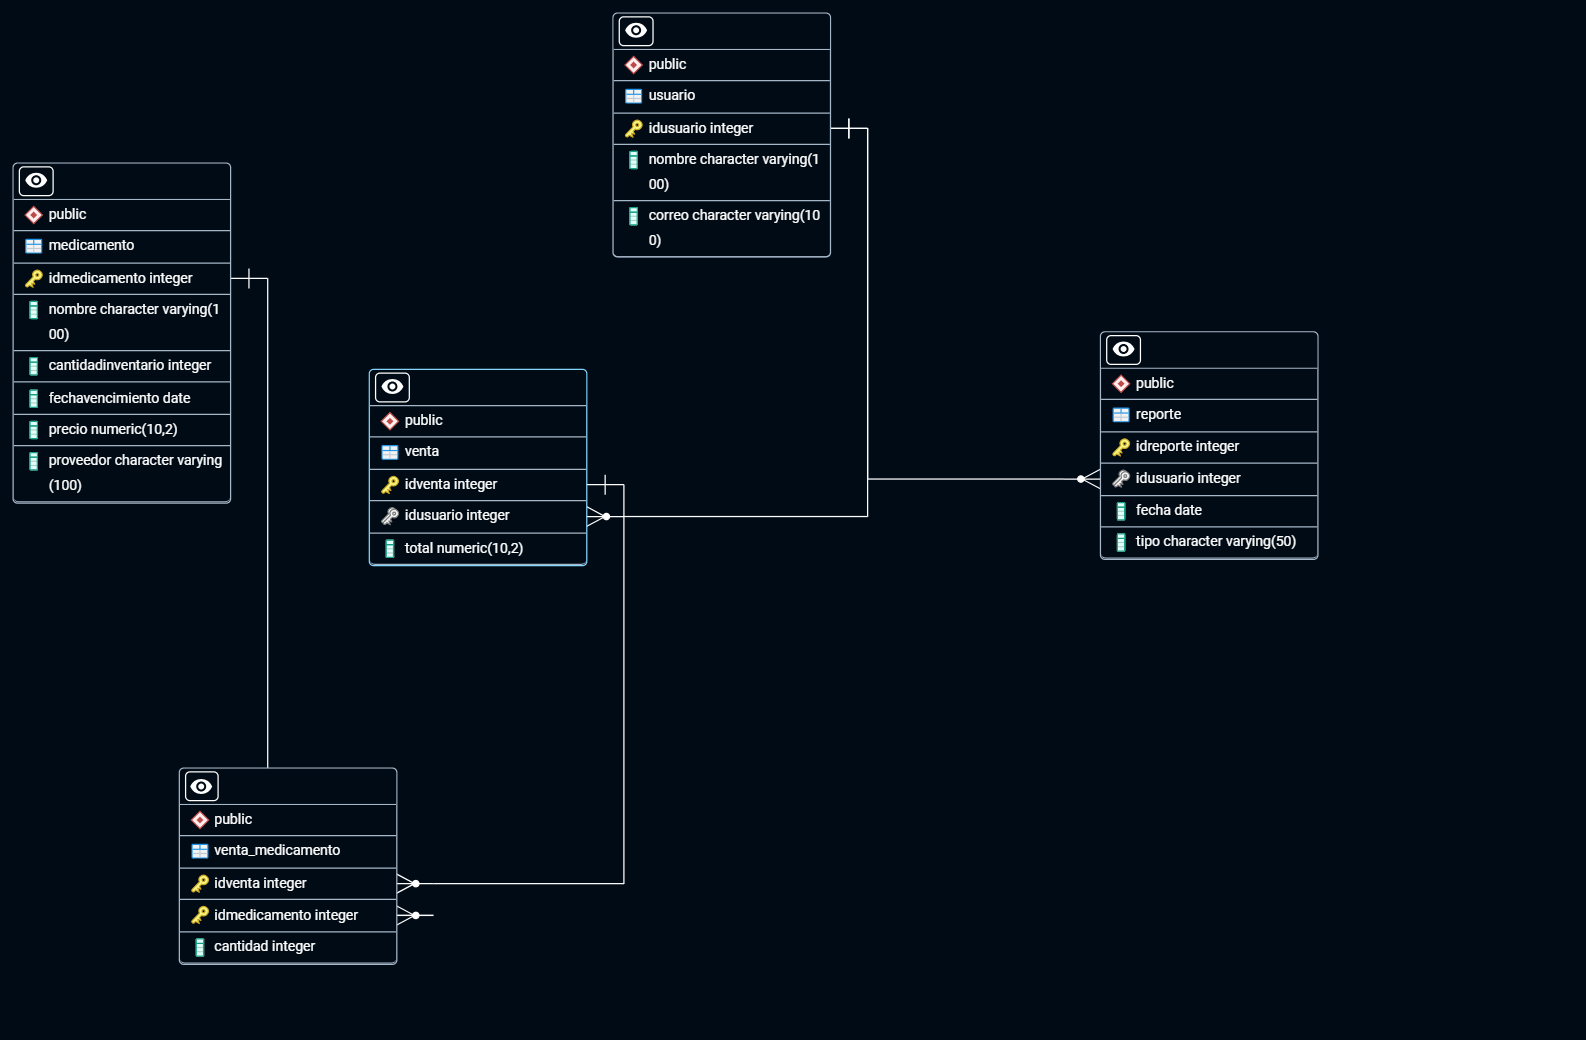 public
usuario
idusuario integer
nombre character varying(1
00)
correo character varying(10
0)
public
medicamento
idmedicamento integer
nombre character varying(1
00)
cantidadinventario integer
fechavencimiento date
precio numeric(10,2)
proveedor character varying
(100)
public
venta
idventa integer
idusuario integer
total numeric(10,2)
public
reporte
idreporte integer
idusuario integer
fecha date
tipo character varying(50)
public
venta_medicamento
idventa integer
idmedicamento integer
cantidad integer